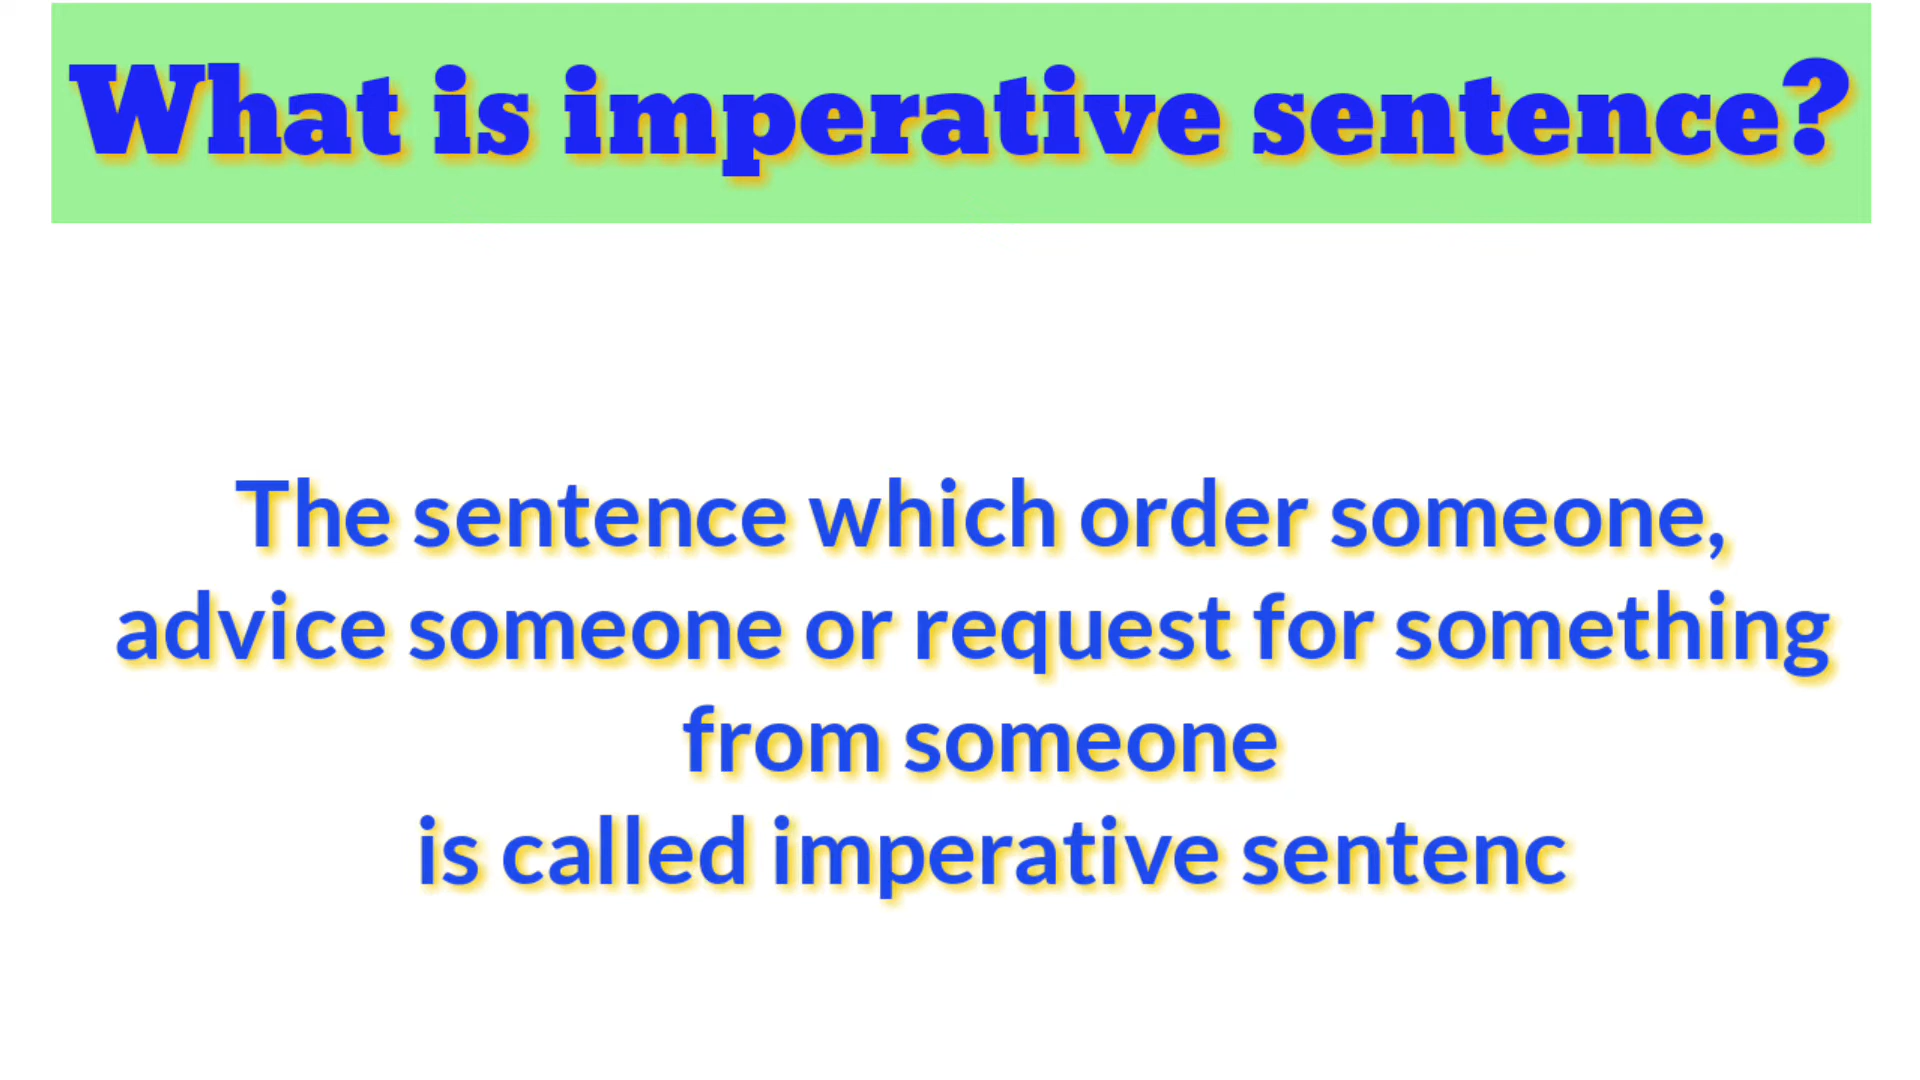 What is imperative sentence?
The sentence which order someone,
advice someone or request for something
from someone
is called imperative sentenc